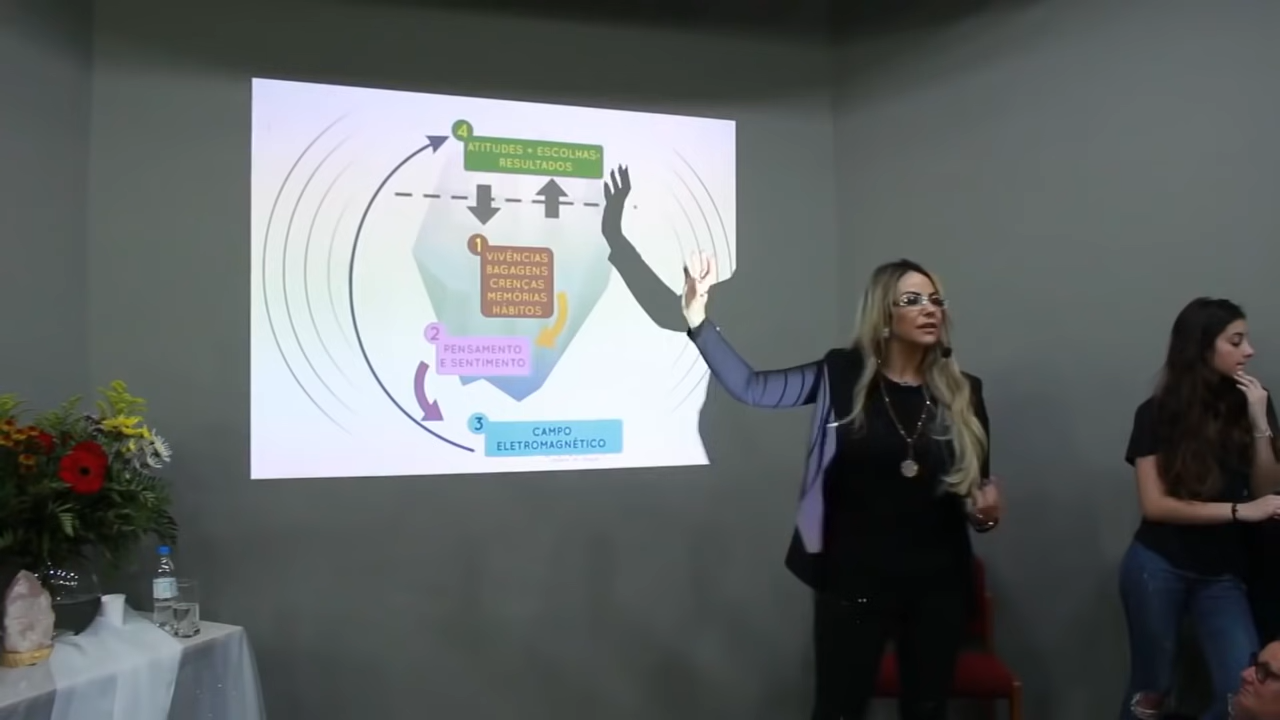 4
ATITUDES + ESCOLHAS=
RESULTADOS
1
VIVÊNCIAS
BAGAGENS
CRENÇAS
MEMÓRIAS
HÁBITOS
2
PENSAMENTO
E SENTIMENTO
3
CAMPO
ELETROMAGNÉTICO